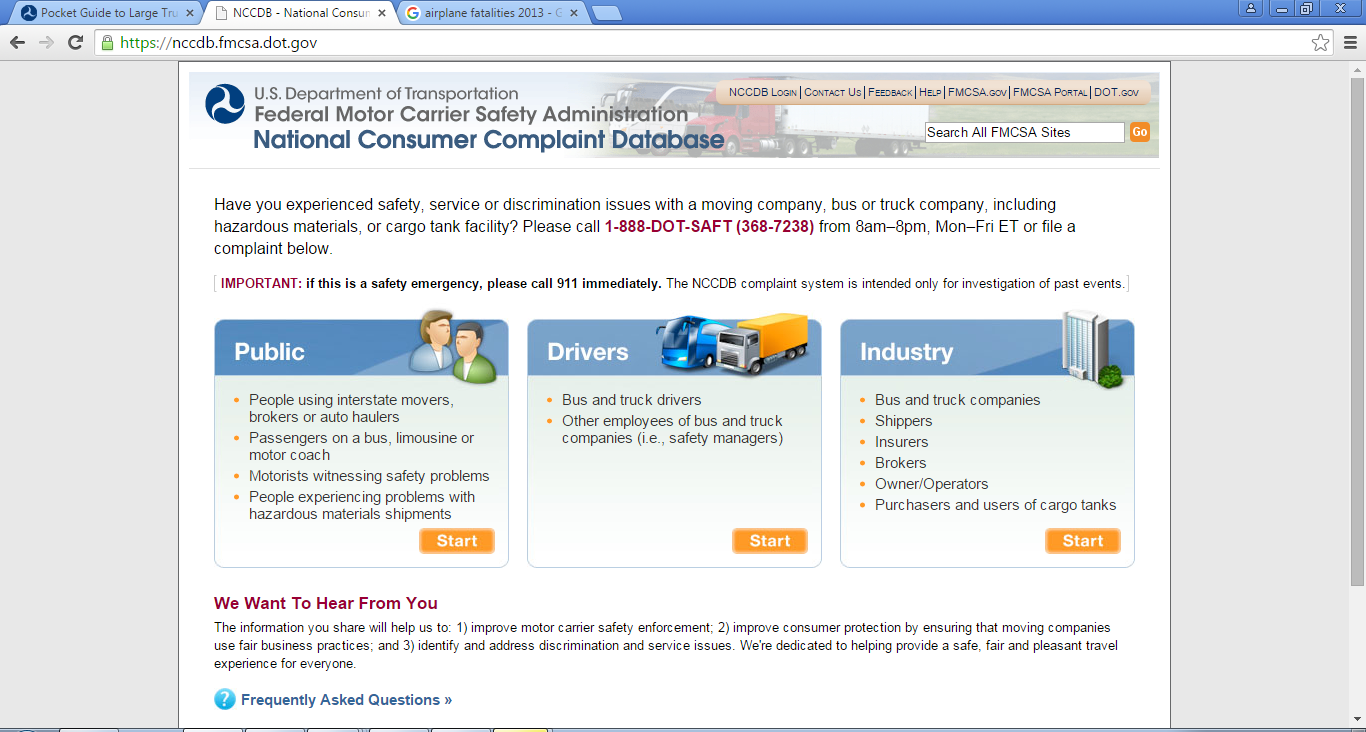 Pocket Guide to Large Tru
NCCDB - National Consun
airplane fatalities 2013 - G
https://nccdb.fmcsa.dot.gov
U.S. Department of Transportation
Federal Motor Carrier Safety Administration
National Consumer Complaint Database
NCCDB Login | Contact Us | Feedback | Help | FMCSA.gov | FMCSA Portal | DOT.gov
Search All FMCSA Sites Go
Have you experienced safety, service or discrimination issues with a moving company, bus or truck company, including
hazardous materials, or cargo tank facility? Please call 1-888-DOT-SAFT (368-7238) from 8am–8pm, Mon–Fri ET or file a
complaint below.
IMPORTANT: if this is a safety emergency, please call 911 immediately. The NCCDB complaint system is intended only for investigation of past events.
Public
People using interstate movers,
brokers or auto haulers
Passengers on a bus, limousine or
motor coach
Motorists witnessing safety problems
People experiencing problems with
hazardous materials shipments
Start
Drivers
Bus and truck drivers
Other employees of bus and truck
companies (i.e., safety managers)
Start
Industry
Bus and truck companies
Shippers
Insurers
Brokers
Owner/Operators
Purchasers and users of cargo tanks
Start
We Want To Hear From You
The information you share will help us to: 1) improve motor carrier safety enforcement; 2) improve consumer protection by ensuring that moving companies
use fair business practices; and 3) identify and address discrimination and service issues. We're dedicated to helping provide a safe, fair and pleasant travel
experience for everyone.
? Frequently Asked Questions »